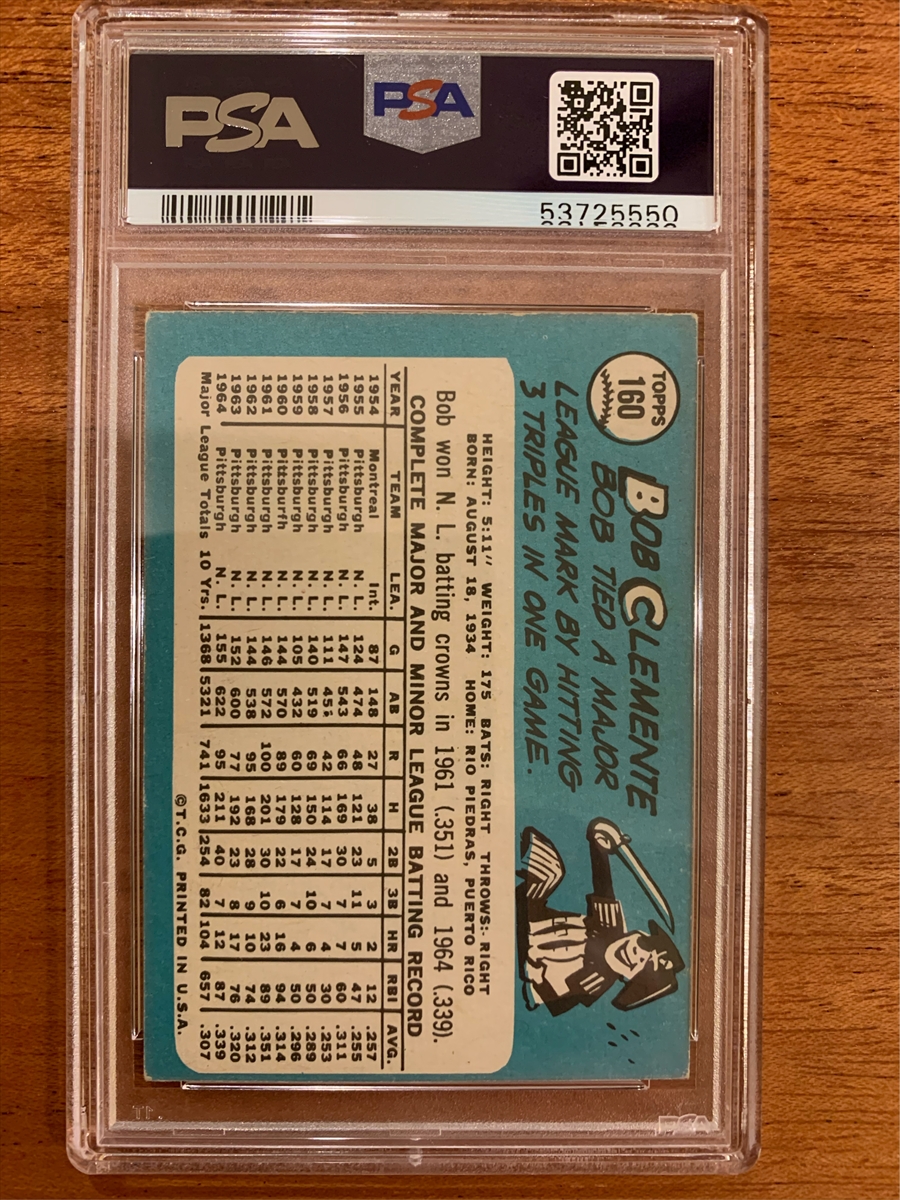 PSA
PSA
53725550
TOPPS
160
BOB CLEMENTE
BOB TIED A MAJOR
LEAGUE MARK BY HITTING
3 TRIPLES IN ONE GAME.
HEIGHT: 5:11" WEIGHT: 175 BATS: RIGHT THROWS: RIGHT
BORN: AUGUST 18, 1934 HOME: RIO PIEDRAS, PUERTO RICO
Bob won N. L. batting crowns in 1961 (.351) and 1964 (.339).
COMPLETE MAJOR AND MINOR LEAGUE BATTING RECORD
YEAR TEAM LEA. G AB R H 2B 3B HR RBI AVG.
1954 Montreal Int. 87 148 27 38 5 3 2 12 .257
1955 Pittsburgh N. L. 124 474 48 121 23 11 5 47 .255
1956 Pittsburgh N. L. 147 543 66 169 30 7 7 60 .311
1957 Pittsburgh N. L. 111 451 42 114 17 7 4 30 .253
1958 Pittsburgh N. L. 140 519 69 150 24 10 6 50 .289
1959 Pittsburgh N. L. 105 432 60 128 17 7 4 50 .296
1960 Pittsburfh N. L. 144 570 89 179 22 6 16 94 .314
1961 Pittsburgh N. L. 146 572 100 201 30 10 23 89 .351
1962 Pittsburgh N. L. 144 538 95 168 28 9 10 74 .312
1963 Pittsburgh N. L. 152 600 77 192 23 8 17 76 .320
1964 Pittsburgh N. L. 155 622 95 211 40 7 12 87 .339
Major League Totals 10 Yrs. 1368 5321 741 1633 254 82 104 657 .307
©T.C.G. PRINTED IN U.S.A.
PSA